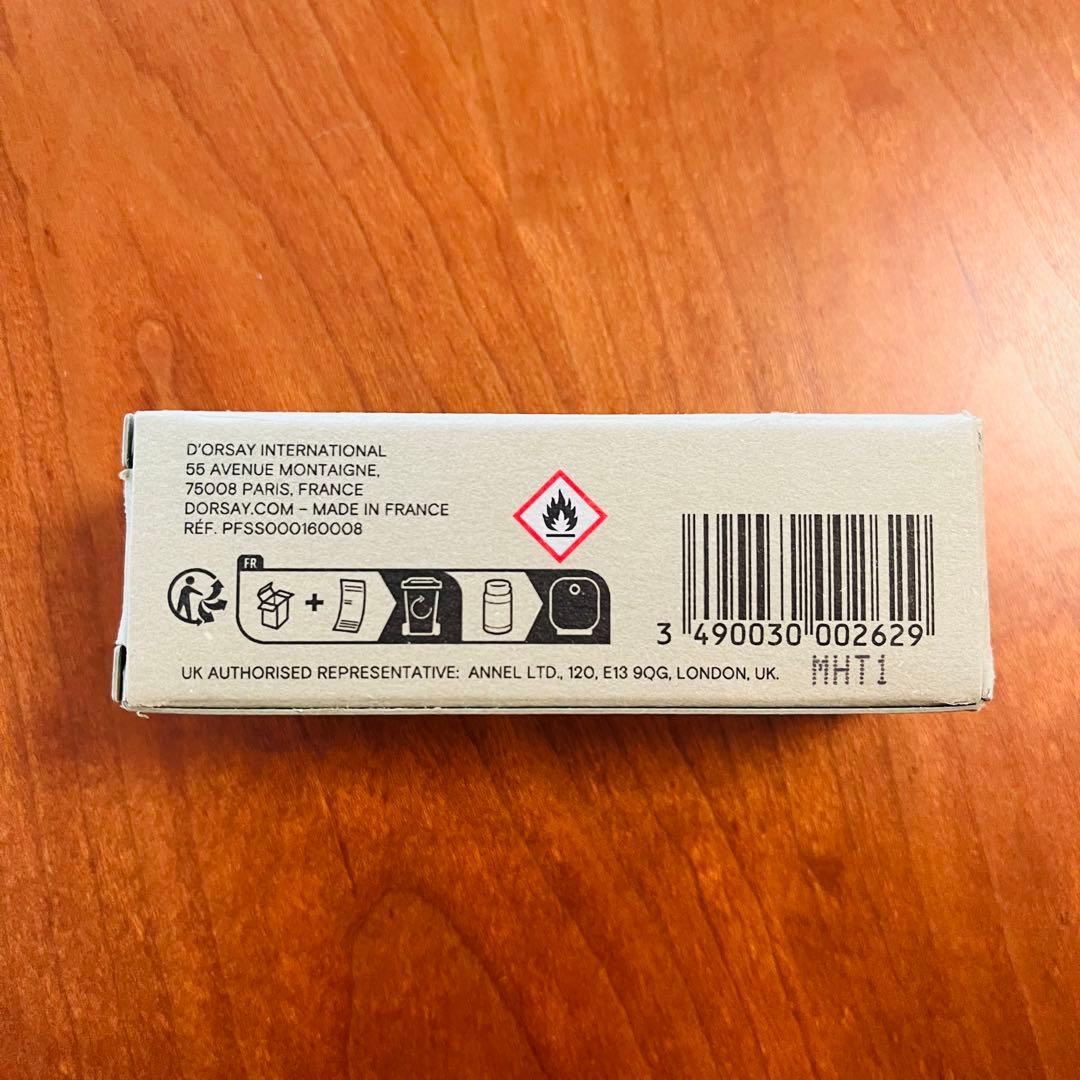 D'ORSAY INTERNATIONAL
55 AVENUE MONTAIGNE,
75008 PARIS, FRANCE
DORSAY.COM – MADE IN FRANCE
RÉF. PFSS000160008
FR
3 490030 002629
UK AUTHORISED REPRESENTATIVE: ANNEL LTD., 120, E13 9QG, LONDON, UK.
MHT1